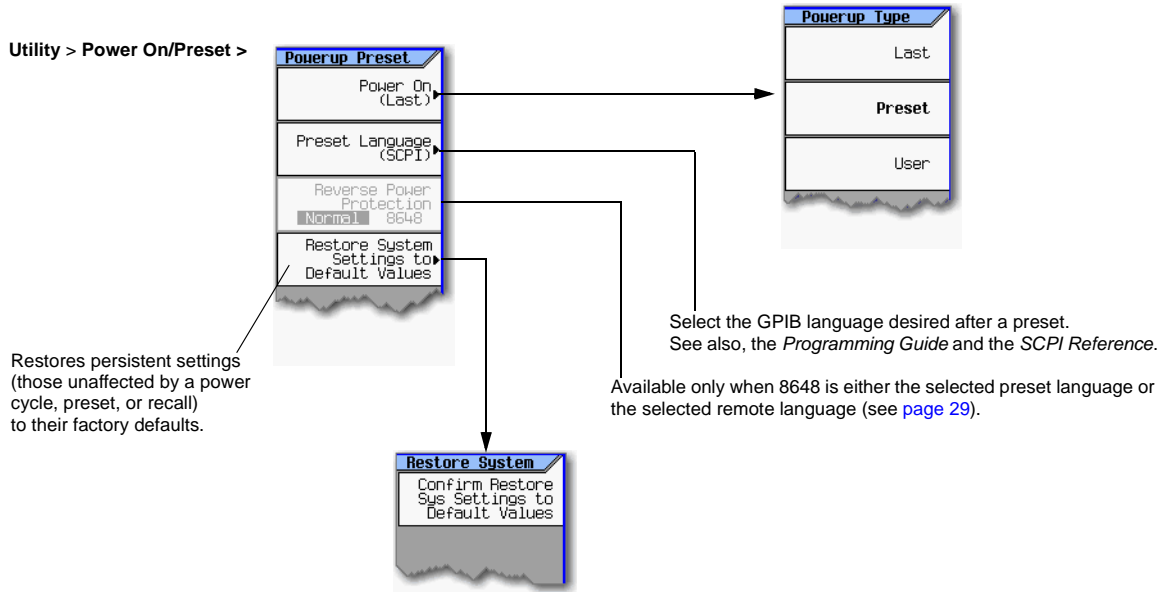 Utility > Power On/Preset >
Powerup Preset
Power On
(Last)
Preset Language
(SCPI)
Reverse Power
Protection
Normal 8648
Restore System
Settings to
Default Values
Powerup Type
Last
Preset
User
Select the GPIB language desired after a preset.
See also, the Programming Guide and the SCPI Reference.
Available only when 8648 is either the selected preset language or
the selected remote language (see page 29).
Restores persistent settings
(those unaffected by a power
cycle, preset, or recall)
to their factory defaults.
Restore System
Confirm Restore
Sys Settings to
Default Values